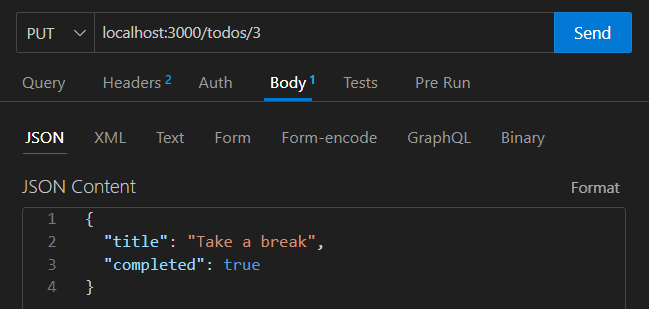 PUT localhost:3000/todos/3 Send
Query Headers 2 Auth Body 1 Tests Pre Run
JSON XML Text Form Form-encode GraphQL Binary
JSON Content Format
1 {
2 "title": "Take a break",
3 "completed": true
4 }